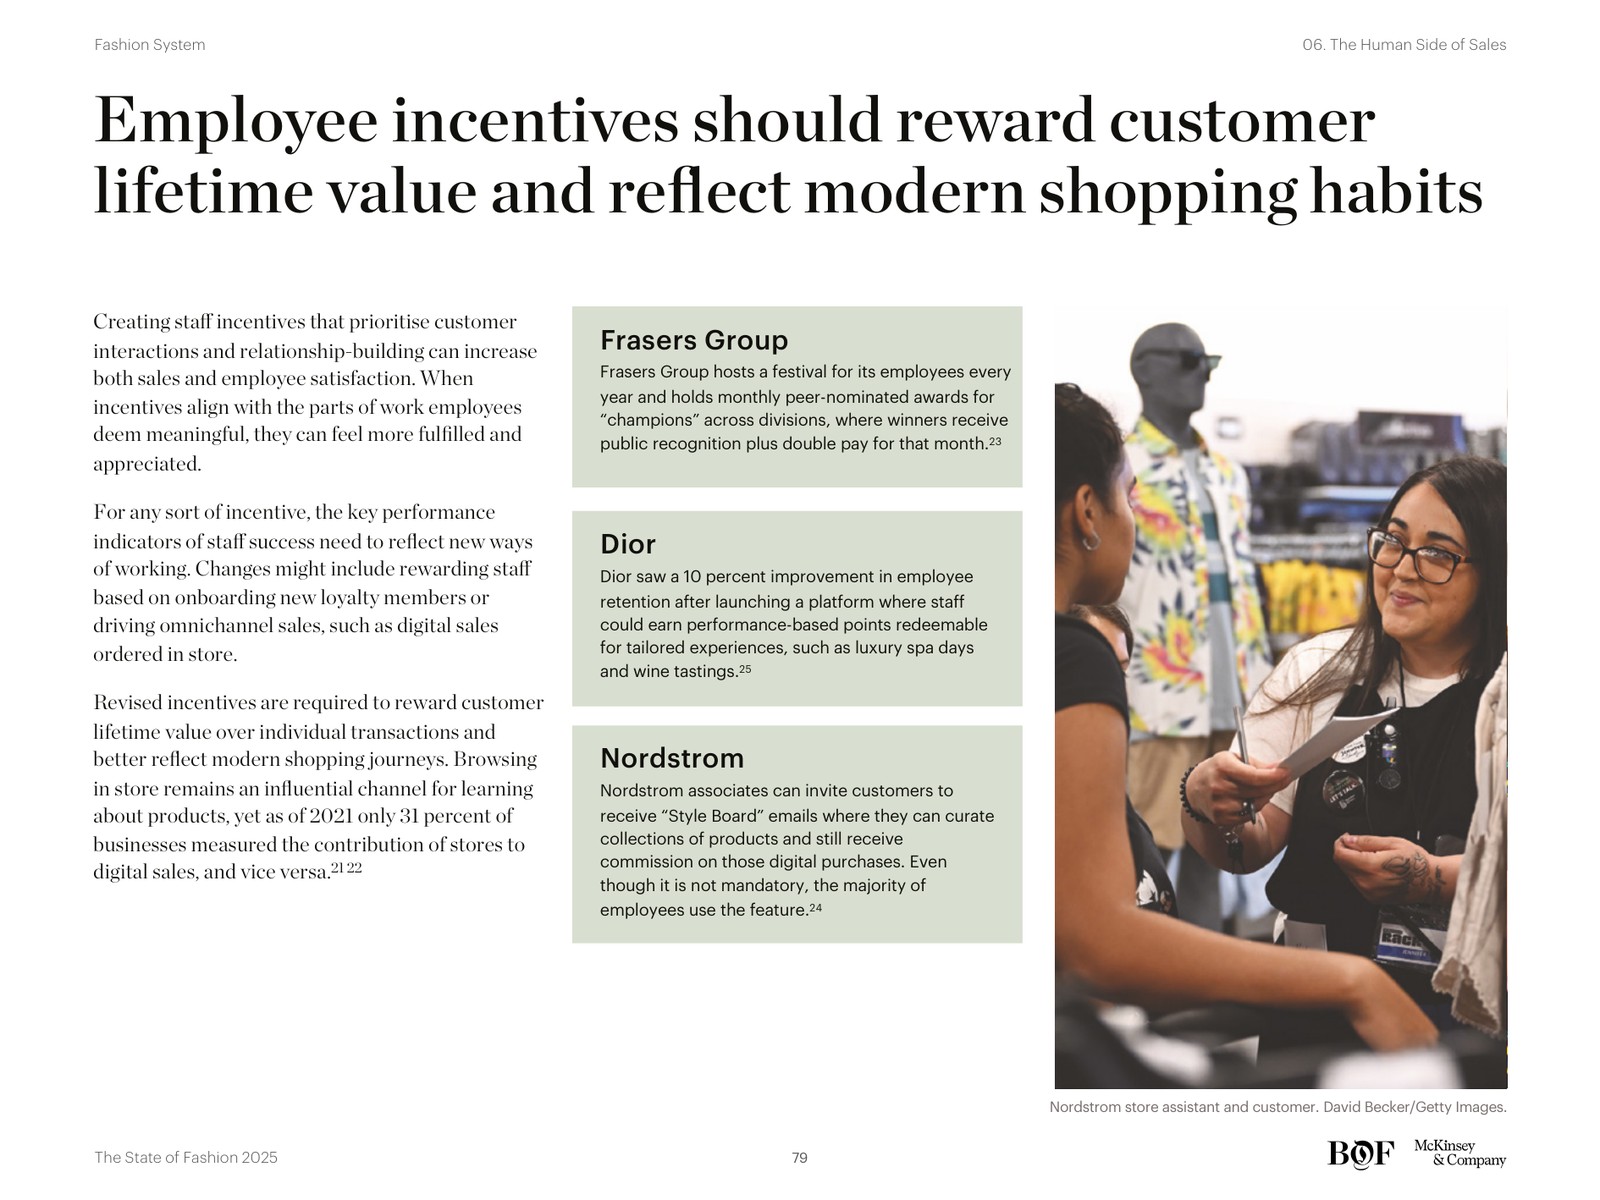 Fashion System
06. The Human Side of Sales
Employee incentives should reward customer
lifetime value and reflect modern shopping habits
Creating staff incentives that prioritise customer
interactions and relationship-building can increase
both sales and employee satisfaction. When
incentives align with the parts of work employees
deem meaningful, they can feel more fulfilled and
appreciated.
For any sort of incentive, the key performance
indicators of staff success need to reflect new ways
of working. Changes might include rewarding staff
based on onboarding new loyalty members or
driving omnichannel sales, such as digital sales
ordered in store.
Revised incentives are required to reward customer
lifetime value over individual transactions and
better reflect modern shopping journeys. Browsing
in store remains an influential channel for learning
about products, yet as of 2021 only 31 percent of
businesses measured the contribution of stores to
digital sales, and vice versa.21 22
Frasers Group
Frasers Group hosts a festival for its employees every
year and holds monthly peer-nominated awards for
“champions” across divisions, where winners receive
public recognition plus double pay for that month.23
Dior
Dior saw a 10 percent improvement in employee
retention after launching a platform where staff
could earn performance-based points redeemable
for tailored experiences, such as luxury spa days
and wine tastings.25
Nordstrom
Nordstrom associates can invite customers to
receive “Style Board” emails where they can curate
collections of products and still receive
commission on those digital purchases. Even
though it is not mandatory, the majority of
employees use the feature.24
LET'S TALK
Rack
Nordstrom store assistant and customer. David Becker/Getty Images.
The State of Fashion 2025
79
BOF
McKinsey
& Company